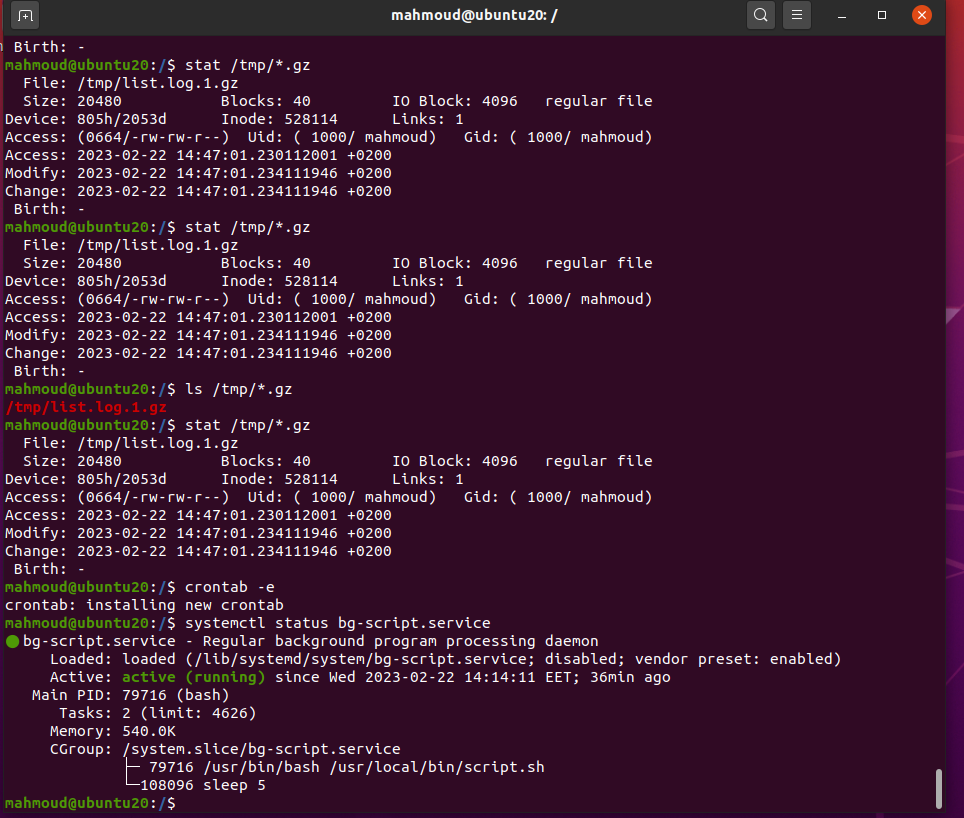 mahmoud@ubuntu20: /
 Birth: -
mahmoud@ubuntu20:/$ stat /tmp/*.gz
  File: /tmp/list.log.1.gz
  Size: 20480           Blocks: 40         IO Block: 4096   regular file
Device: 805h/2053d      Inode: 528114      Links: 1
Access: (0664/-rw-rw-r--)  Uid: ( 1000/ mahmoud)   Gid: ( 1000/ mahmoud)
Access: 2023-02-22 14:47:01.230112001 +0200
Modify: 2023-02-22 14:47:01.234111946 +0200
Change: 2023-02-22 14:47:01.234111946 +0200
 Birth: -
mahmoud@ubuntu20:/$ stat /tmp/*.gz
  File: /tmp/list.log.1.gz
  Size: 20480           Blocks: 40         IO Block: 4096   regular file
Device: 805h/2053d      Inode: 528114      Links: 1
Access: (0664/-rw-rw-r--)  Uid: ( 1000/ mahmoud)   Gid: ( 1000/ mahmoud)
Access: 2023-02-22 14:47:01.230112001 +0200
Modify: 2023-02-22 14:47:01.234111946 +0200
Change: 2023-02-22 14:47:01.234111946 +0200
 Birth: -
mahmoud@ubuntu20:/$ ls /tmp/*.gz
/tmp/list.log.1.gz
mahmoud@ubuntu20:/$ stat /tmp/*.gz
  File: /tmp/list.log.1.gz
  Size: 20480           Blocks: 40         IO Block: 4096   regular file
Device: 805h/2053d      Inode: 528114      Links: 1
Access: (0664/-rw-rw-r--)  Uid: ( 1000/ mahmoud)   Gid: ( 1000/ mahmoud)
Access: 2023-02-22 14:47:01.230112001 +0200
Modify: 2023-02-22 14:47:01.234111946 +0200
Change: 2023-02-22 14:47:01.234111946 +0200
 Birth: -
mahmoud@ubuntu20:/$ crontab -e
crontab: installing new crontab
mahmoud@ubuntu20:/$ systemctl status bg-script.service
● bg-script.service - Regular background program processing daemon
     Loaded: loaded (/lib/systemd/system/bg-script.service; disabled; vendor preset: enabled)
     Active: active (running) since Wed 2023-02-22 14:14:11 EET; 36min ago
   Main PID: 79716 (bash)
      Tasks: 2 (limit: 4626)
     Memory: 540.0K
     CGroup: /system.slice/bg-script.service
             ├─ 79716 /usr/bin/bash /usr/local/bin/script.sh
             └─108096 sleep 5
mahmoud@ubuntu20:/$